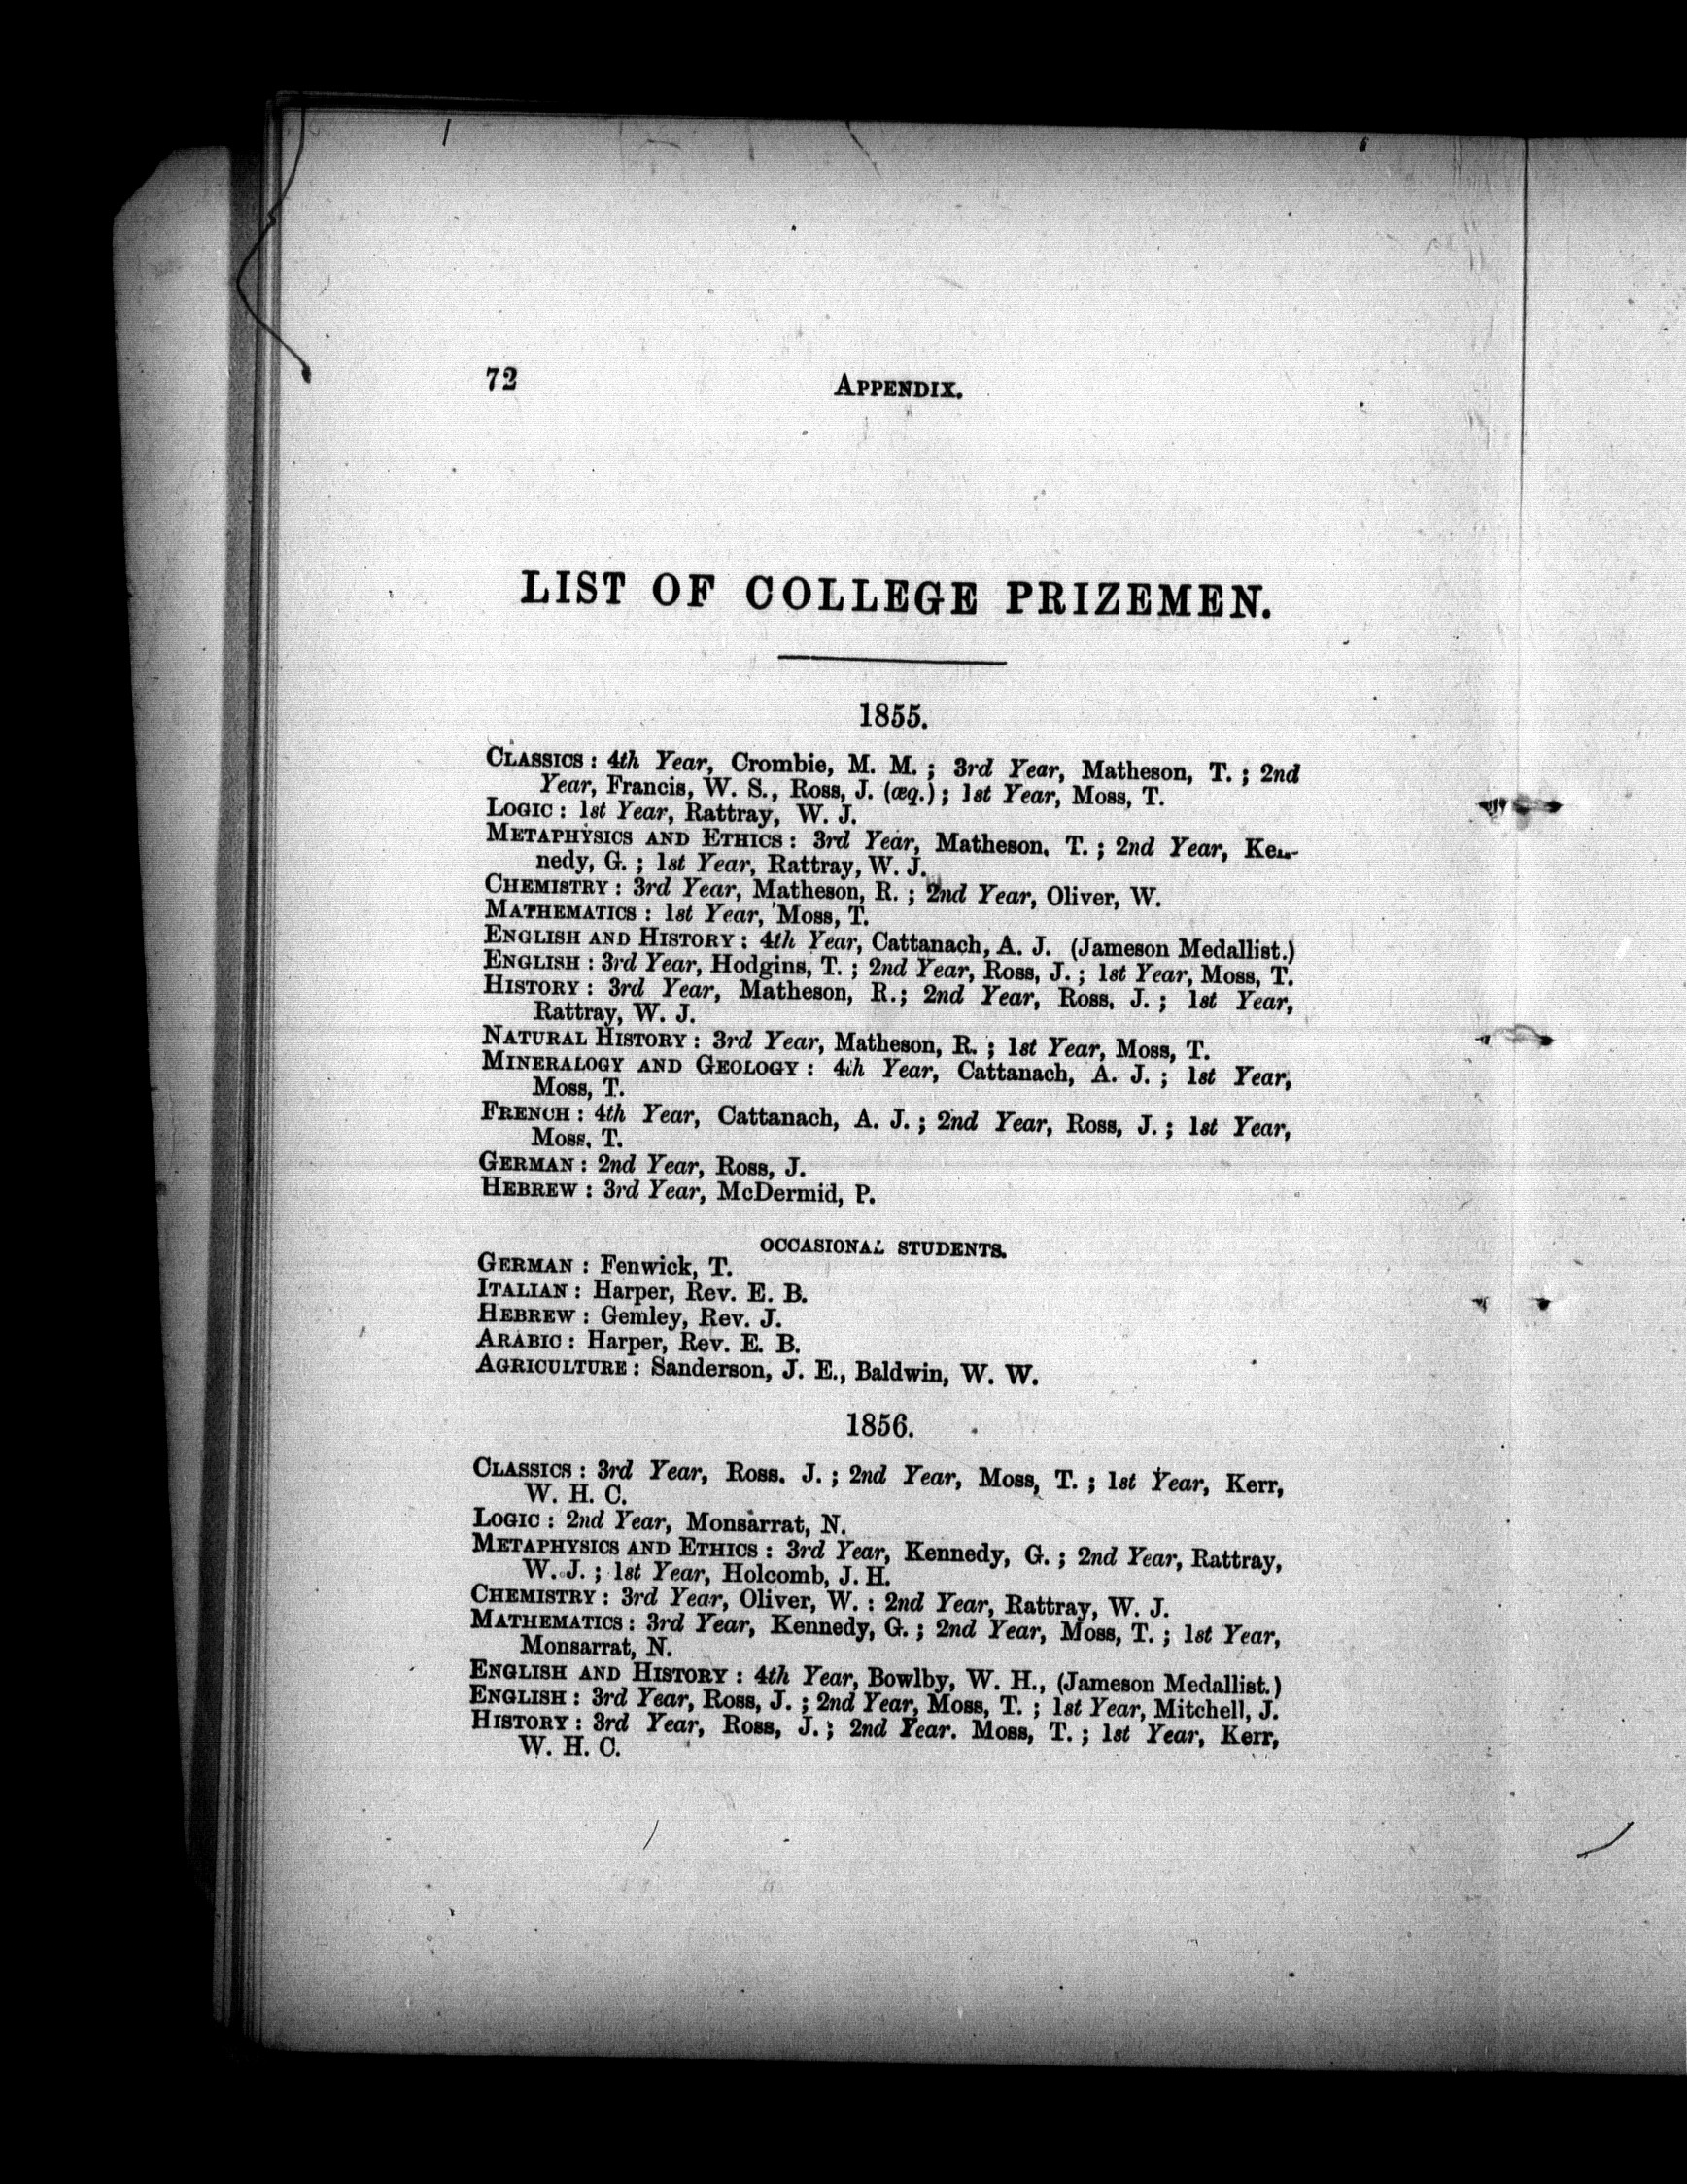 72
APPENDIX.
LIST OF COLLEGE PRIZEMEN.
1855.
CLASSICS : 4th Year, Crombie, M. M. ; 3rd Year, Matheson, T. ; 2nd
Year, Francis, W. S., Ross, J. (æq.) ; 1st Year, Moss, T.
LOGIC : 1st Year, Rattray, W. J.
METAPHYSICS AND ETHICS : 3rd Year, Matheson, T. ; 2nd Year, Ken-
nedy, G. ; 1st Year, Rattray, W. J.
CHEMISTRY : 3rd Year, Matheson, R. ; 2nd Year, Oliver, W.
MATHEMATICS : 1st Year, Moss, T.
ENGLISH AND HISTORY : 4th Year, Cattanach, A. J. (Jameson Medallist.)
ENGLISH : 3rd Year, Hodgins, T. ; 2nd Year, Ross, J. ; 1st Year, Moss, T.
HISTORY : 3rd Year, Matheson, R.; 2nd Year, Ross, J. ; 1st Year,
Rattray, W. J.
NATURAL HISTORY : 3rd Year, Matheson, R. ; 1st Year, Moss, T.
MINERALOGY AND GEOLOGY : 4th Year, Cattanach, A. J. ; 1st Year,
Moss, T.
FRENCH : 4th Year, Cattanach, A. J. ; 2nd Year, Ross, J. ; 1st Year,
Moss, T.
GERMAN : 2nd Year, Ross, J.
HEBREW : 3rd Year, McDermid, P.
OCCASIONAL STUDENTS.
GERMAN : Fenwick, T.
ITALIAN : Harper, Rev. E. B.
HEBREW : Gemley, Rev. J.
ARABIC : Harper, Rev. E. B.
AGRICULTURE : Sanderson, J. E., Baldwin, W. W.
1856.
CLASSICS : 3rd Year, Ross. J. ; 2nd Year, Moss, T. ; 1st Year, Kerr,
W. H. C.
LOGIC : 2nd Year, Monsarrat, N.
METAPHYSICS AND ETHICS : 3rd Year, Kennedy, G. ; 2nd Year, Rattray,
W. J. ; 1st Year, Holcomb, J. H.
CHEMISTRY : 3rd Year, Oliver, W. : 2nd Year, Rattray, W. J.
MATHEMATICS : 3rd Year, Kennedy, G. ; 2nd Year, Moss, T. ; 1st Year,
Monsarrat, N.
ENGLISH AND HISTORY : 4th Year, Bowlby, W. H., (Jameson Medallist.)
ENGLISH : 3rd Year, Ross, J. ; 2nd Year, Moss, T. ; 1st Year, Mitchell, J.
HISTORY : 3rd Year, Ross, J. ; 2nd Year. Moss, T. ; 1st Year, Kerr,
W. H. C.